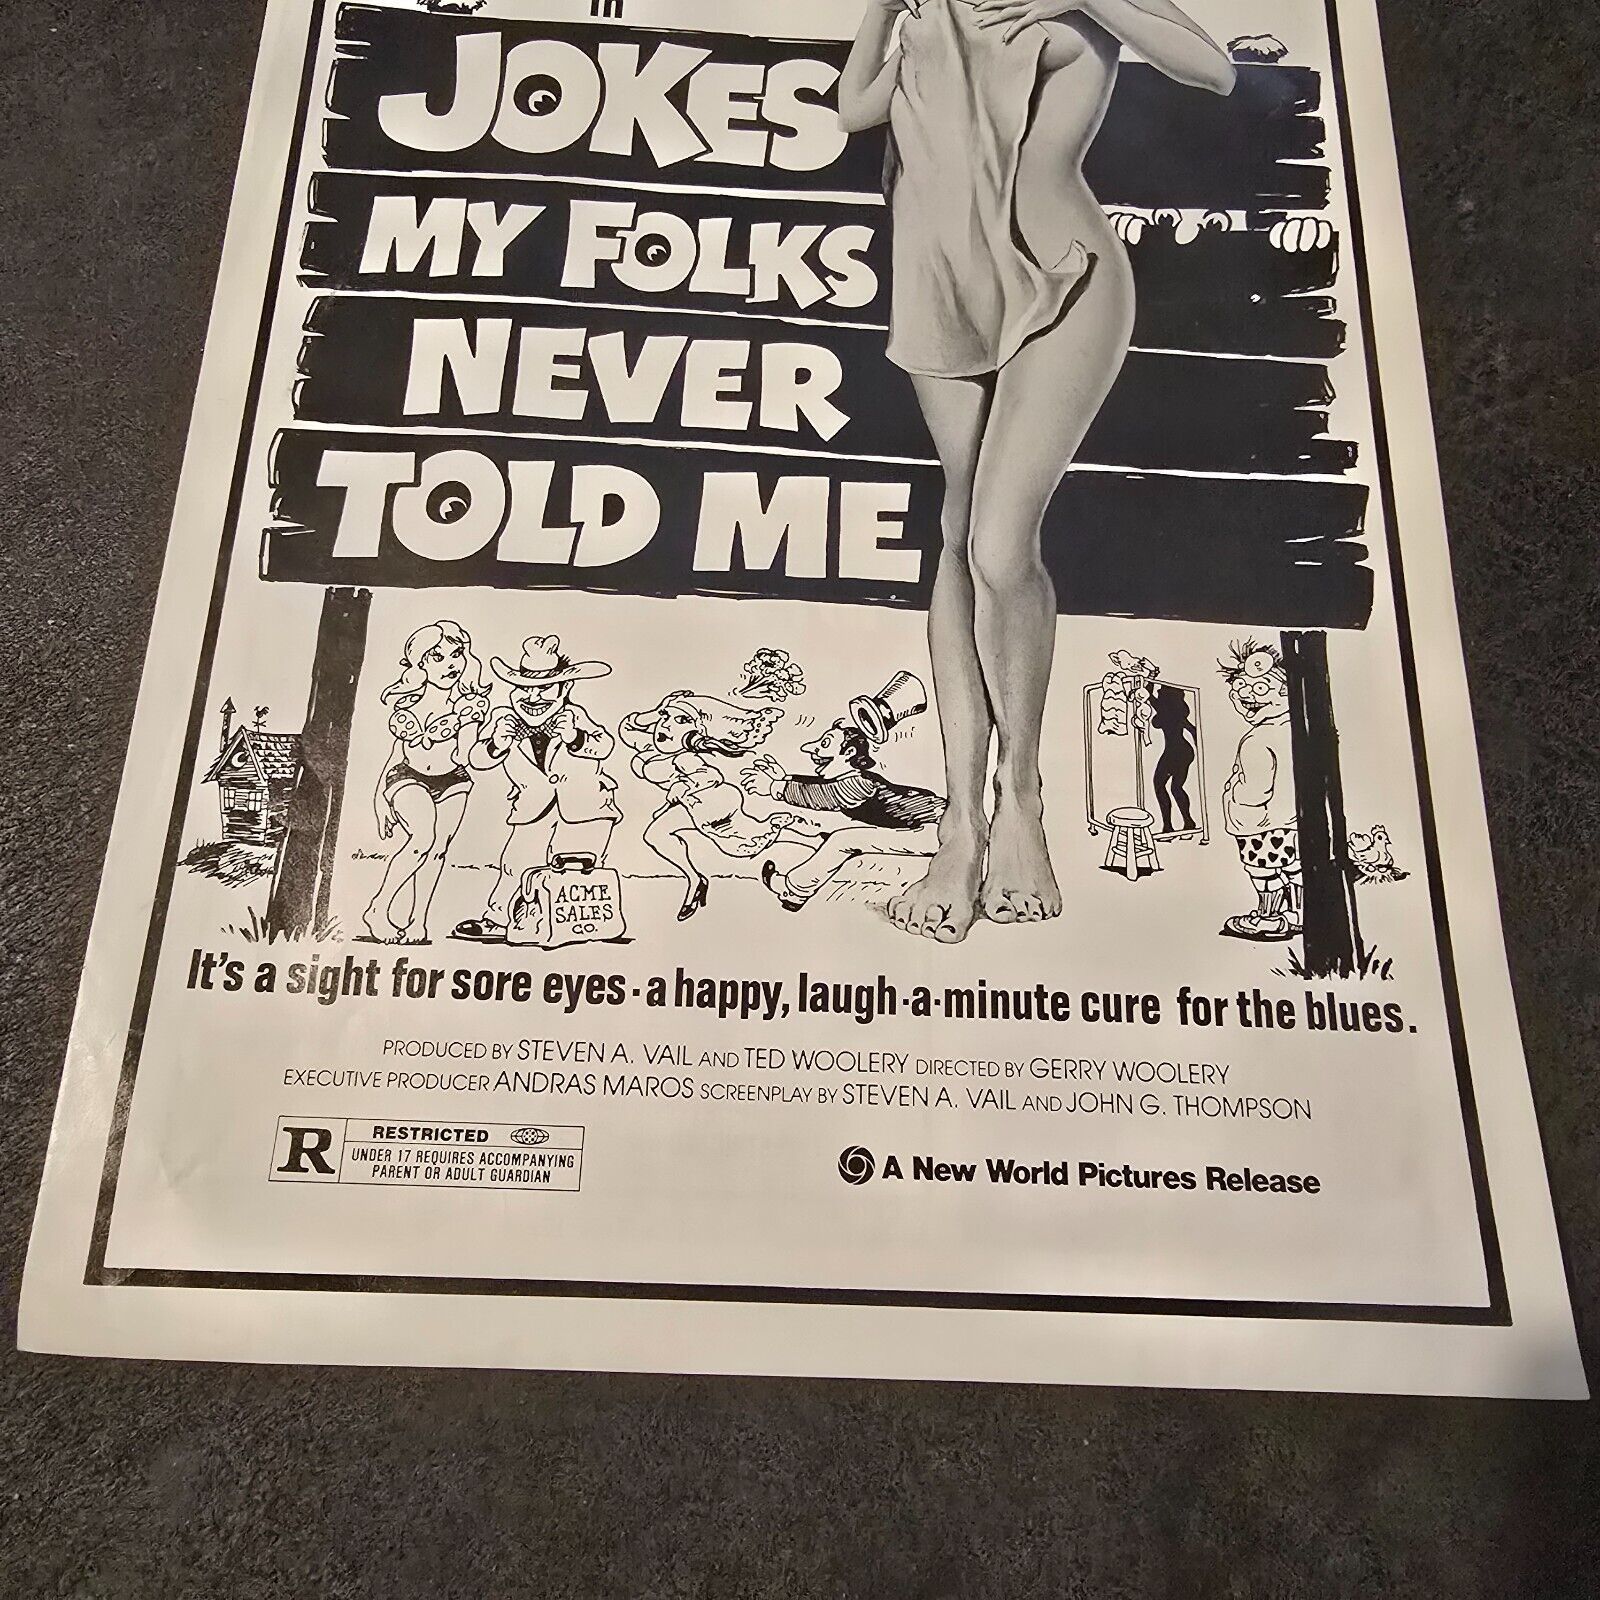 in
JOKES
MY FOLKS
NEVER
TOLD ME
ACME
SALES
CO.
It's a sight for sore eyes · a happy, laugh-a-minute cure for the blues.
PRODUCED BY STEVEN A. VAIL AND TED WOOLERY DIRECTED BY GERRY WOOLERY
EXECUTIVE PRODUCER ANDRAS MAROS SCREENPLAY BY STEVEN A. VAIL AND JOHN G. THOMPSON
R
RESTRICTED
UNDER 17 REQUIRES ACCOMPANYING
PARENT OR ADULT GUARDIAN
A New World Pictures Release